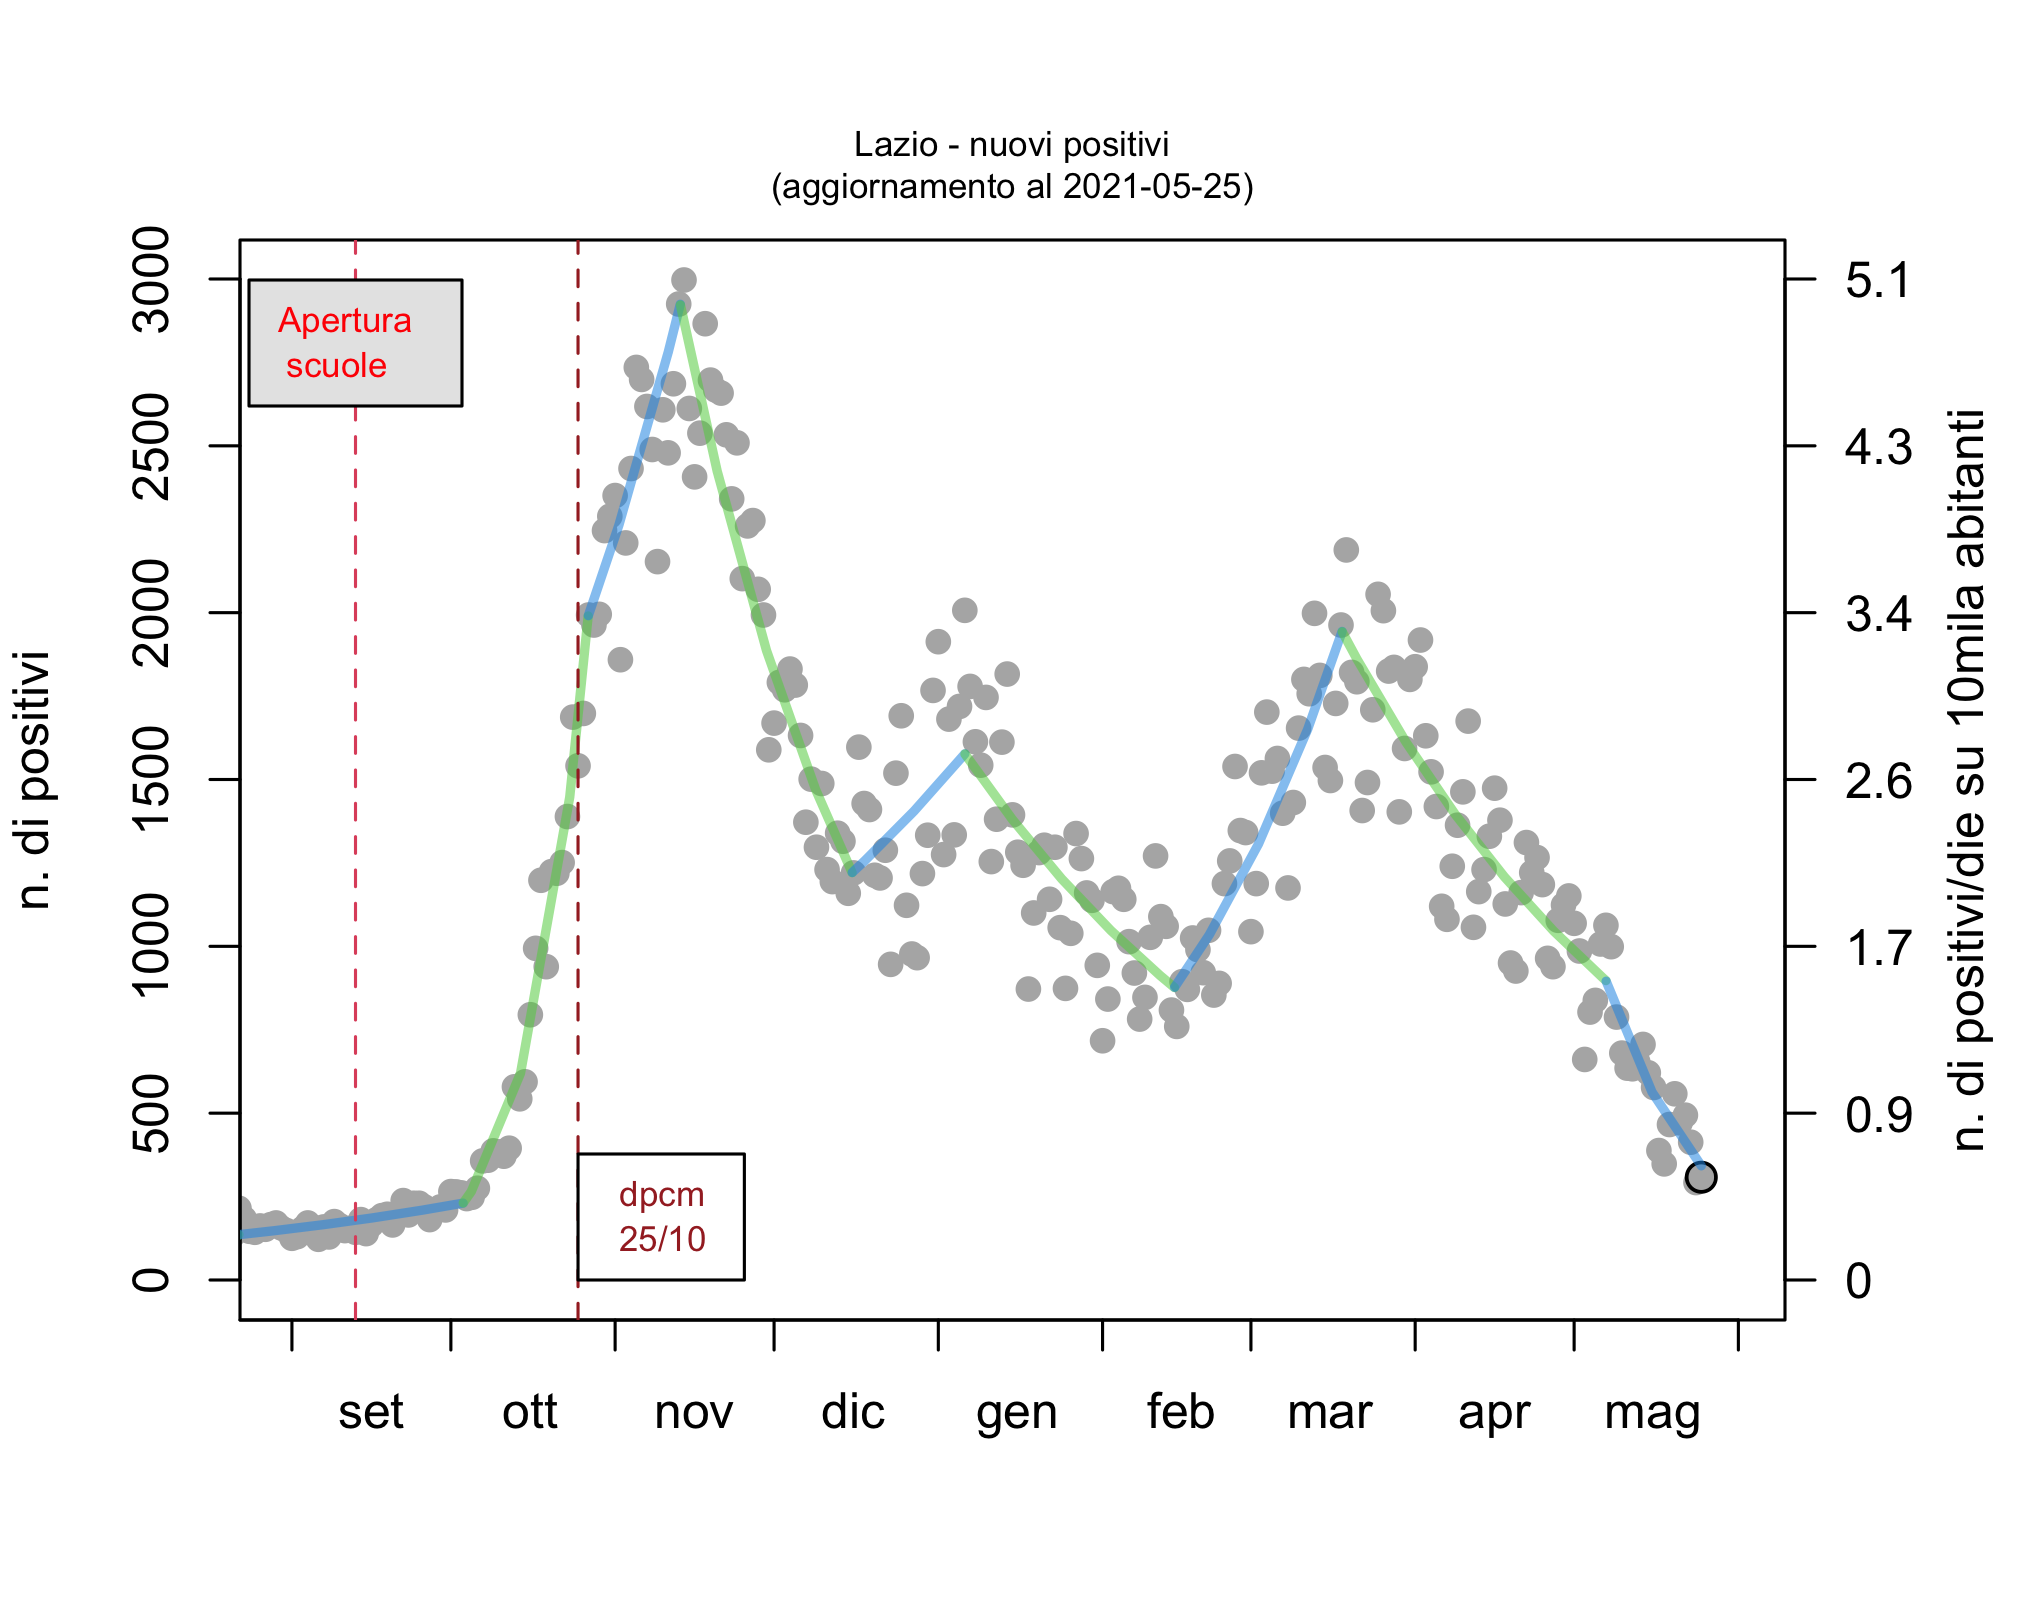 Lazio - nuovi positivi
(aggiornamento al 2021-05-25)
n. di positivi
3000
2500
2000
1500
1000
500
0
Apertura
scuole
dpcm
25/10
5.1
4.3
3.4
2.6
1.7
0.9
0
n. di positivi/die su 10mila abitanti
set ott nov dic gen feb mar apr mag